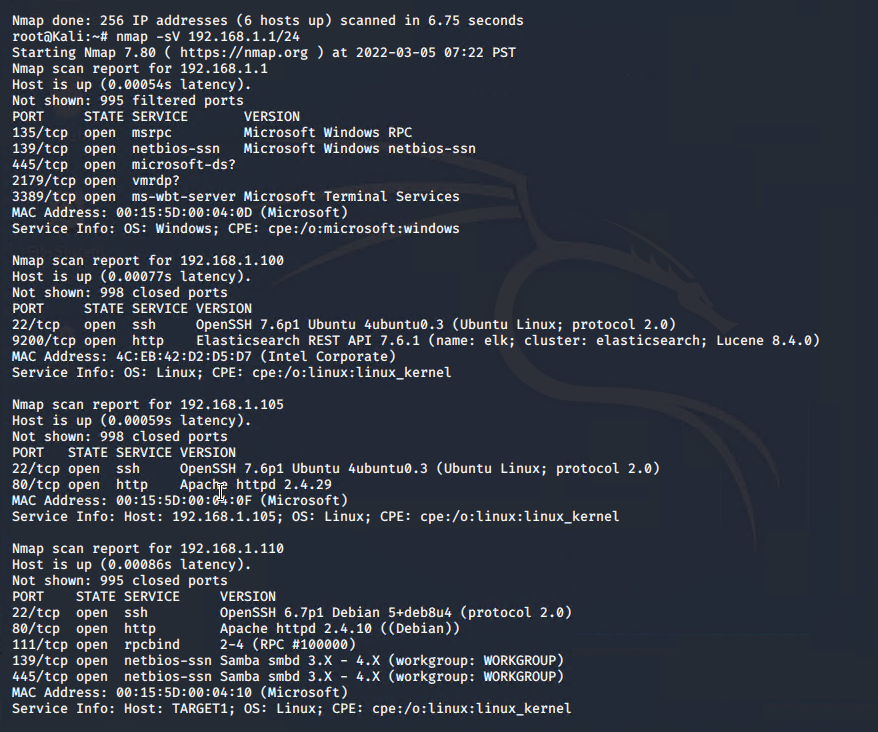 Nmap done: 256 IP addresses (6 hosts up) scanned in 6.75 seconds
root@Kali:~# nmap -sV 192.168.1.1/24
Starting Nmap 7.80 ( https://nmap.org ) at 2022-03-05 07:22 PST
Nmap scan report for 192.168.1.1
Host is up (0.00054s latency).
Not shown: 995 filtered ports
PORT     STATE SERVICE       VERSION
135/tcp  open  msrpc         Microsoft Windows RPC
139/tcp  open  netbios-ssn   Microsoft Windows netbios-ssn
445/tcp  open  microsoft-ds?
2179/tcp open  vmrdp?
3389/tcp open  ms-wbt-server Microsoft Terminal Services
MAC Address: 00:15:5D:00:04:0D (Microsoft)
Service Info: OS: Windows; CPE: cpe:/o:microsoft:windows

Nmap scan report for 192.168.1.100
Host is up (0.00077s latency).
Not shown: 998 closed ports
PORT     STATE SERVICE VERSION
22/tcp   open  ssh     OpenSSH 7.6p1 Ubuntu 4ubuntu0.3 (Ubuntu Linux; protocol 2.0)
9200/tcp open  http    Elasticsearch REST API 7.6.1 (name: elk; cluster: elasticsearch; Lucene 8.4.0)
MAC Address: 4C:EB:42:D2:D5:D7 (Intel Corporate)
Service Info: OS: Linux; CPE: cpe:/o:linux:linux_kernel

Nmap scan report for 192.168.1.105
Host is up (0.00059s latency).
Not shown: 998 closed ports
PORT   STATE SERVICE VERSION
22/tcp open  ssh     OpenSSH 7.6p1 Ubuntu 4ubuntu0.3 (Ubuntu Linux; protocol 2.0)
80/tcp open  http    Apache httpd 2.4.29
MAC Address: 00:15:5D:00:04:0F (Microsoft)
Service Info: Host: 192.168.1.105; OS: Linux; CPE: cpe:/o:linux:linux_kernel

Nmap scan report for 192.168.1.110
Host is up (0.00086s latency).
Not shown: 995 closed ports
PORT    STATE SERVICE     VERSION
22/tcp  open  ssh         OpenSSH 6.7p1 Debian 5+deb8u4 (protocol 2.0)
80/tcp  open  http        Apache httpd 2.4.10 ((Debian))
111/tcp open  rpcbind     2-4 (RPC #100000)
139/tcp open  netbios-ssn Samba smbd 3.X - 4.X (workgroup: WORKGROUP)
445/tcp open  netbios-ssn Samba smbd 3.X - 4.X (workgroup: WORKGROUP)
MAC Address: 00:15:5D:00:04:10 (Microsoft)
Service Info: Host: TARGET1; OS: Linux; CPE: cpe:/o:linux:linux_kernel